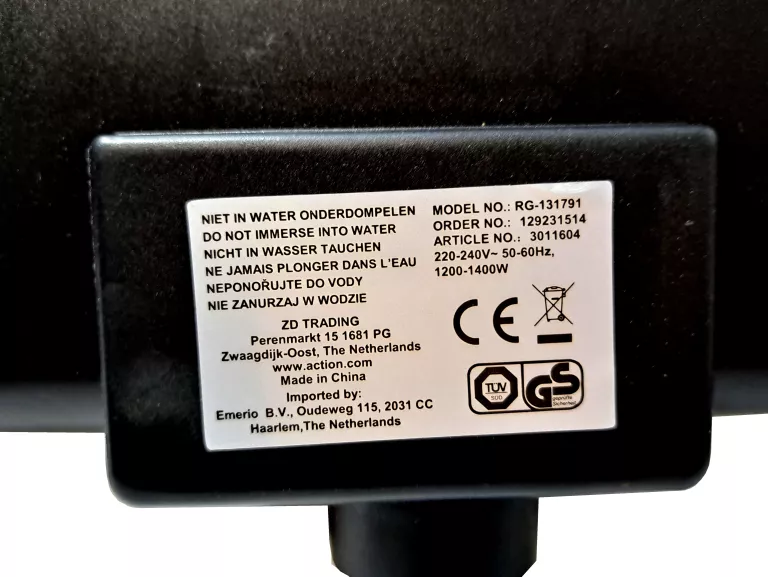 NIET IN WATER ONDERDOMPELEN
DO NOT IMMERSE INTO WATER
NICHT IN WASSER TAUCHEN
NE JAMAIS PLONGER DANS L'EAU
NEPONOŘUJTE DO VODY
NIE ZANURZAJ W WODZIE
ZD TRADING
Perenmarkt 15 1681 PG
Zwaagdijk-Oost, The Netherlands
www.action.com
Made in China
Imported by:
Emerio B.V., Oudeweg 115, 2031 CC
Haarlem,The Netherlands
MODEL NO.: RG-131791
ORDER NO.: 129231514
ARTICLE NO.: 3011604
220-240V~ 50-60Hz,
1200-1400W
CE
TÜV
SÜD
GS
geprüfte
Sicherheit